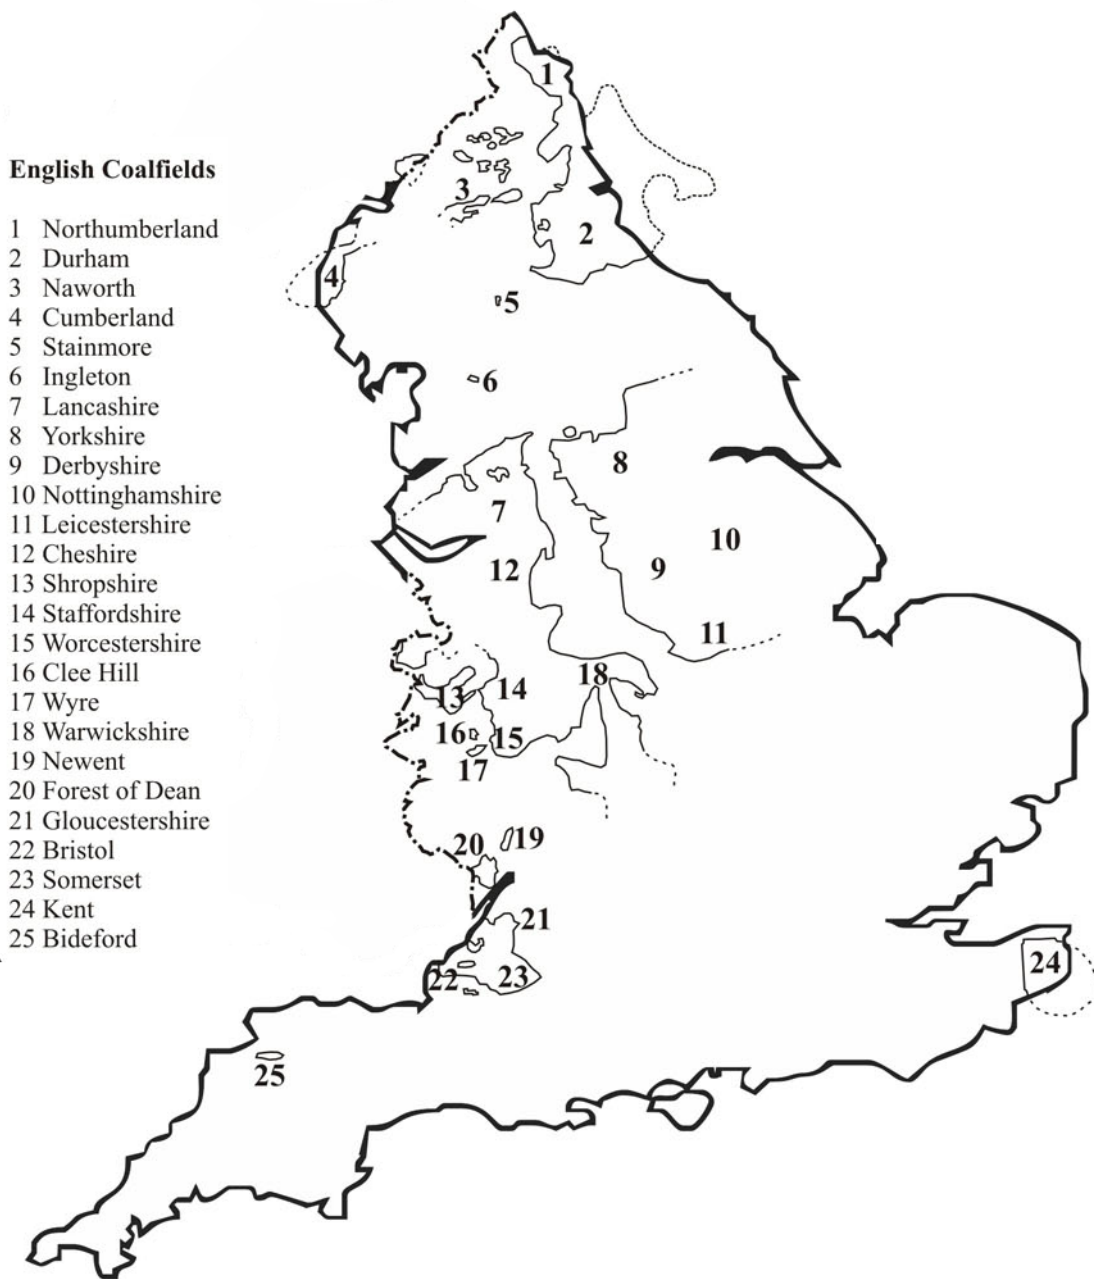 English Coalfields
1 Northumberland
2 Durham
3 Naworth
4 Cumberland
5 Stainmore
6 Ingleton
7 Lancashire
8 Yorkshire
9 Derbyshire
10 Nottinghamshire
11 Leicestershire
12 Cheshire
13 Shropshire
14 Staffordshire
15 Worcestershire
16 Clee Hill
17 Wyre
18 Warwickshire
19 Newent
20 Forest of Dean
21 Gloucestershire
22 Bristol
23 Somerset
24 Kent
25 Bideford
1
3
2
4
5
6
8
7
10
12
9
11
18
13
14
16
15
17
20
19
21
22
23
24
25